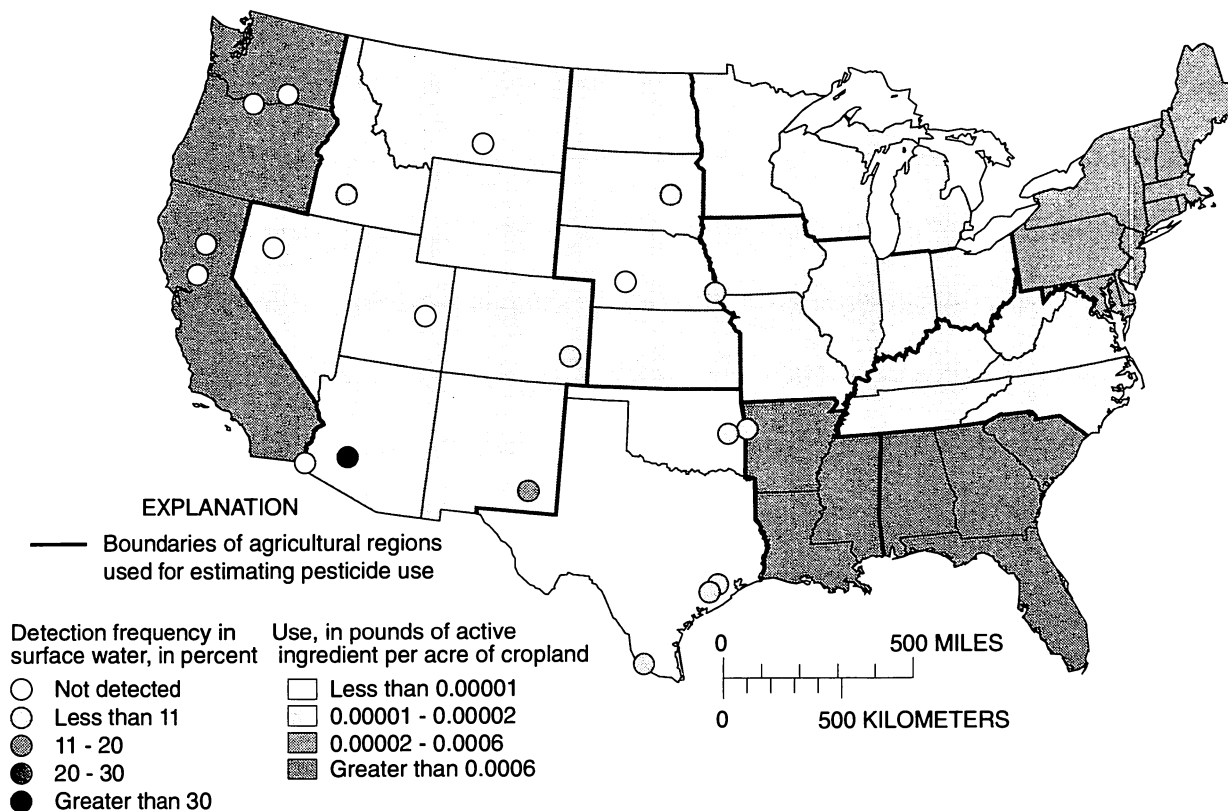 EXPLANATION
Boundaries of agricultural regions
used for estimating pesticide use
Detection frequency in
surface water, in percent
Not detected
Less than 11
11 - 20
20 - 30
Greater than 30
Use, in pounds of active
ingredient per acre of cropland
Less than 0.00001
0.00001 - 0.00002
0.00002 - 0.0006
Greater than 0.0006
0 500 MILES
0 500 KILOMETERS